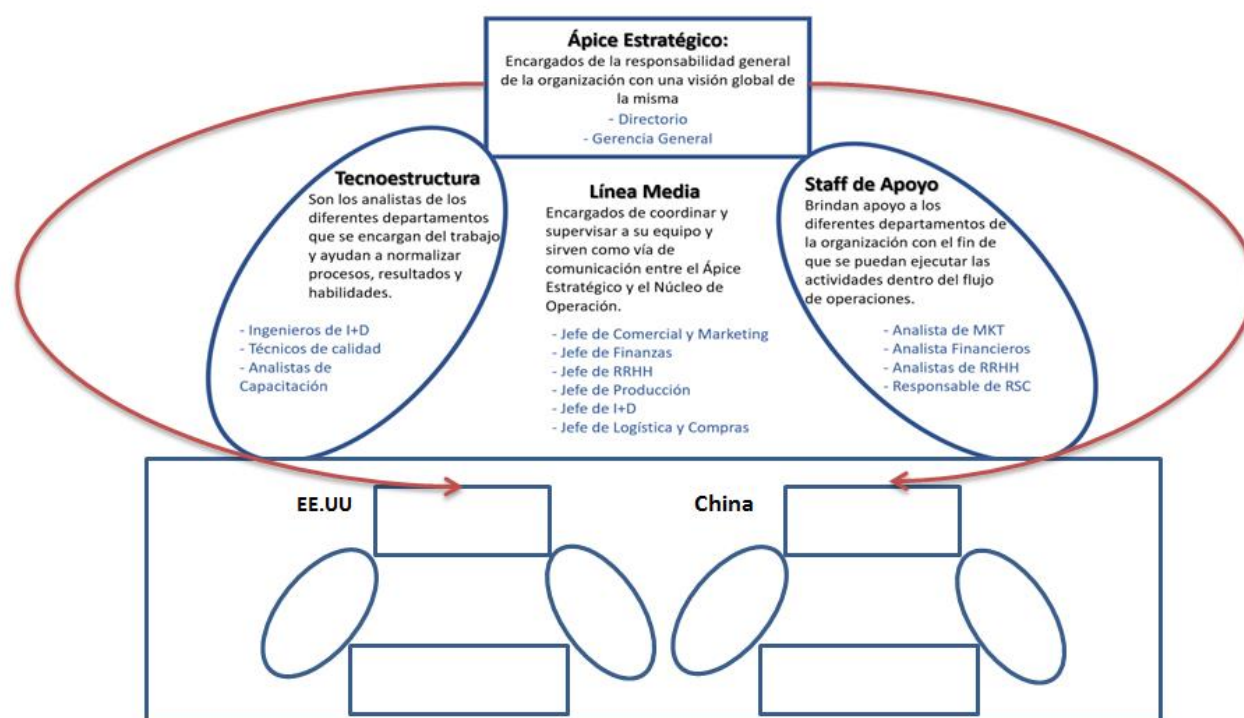 Ápice Estratégico:
Encargados de la responsabilidad general
de la organización con una visión global de
la misma
- Directorio
- Gerencia General
Tecnoestructura
Son los analistas de los
diferentes departamentos
que se encargan del trabajo
y ayudan a normalizar
procesos, resultados y
habilidades.
- Ingenieros de I+D
- Técnicos de calidad
- Analistas de
Capacitación
Línea Media
Encargados de coordinar y
supervisar a su equipo y
sirven como vía de
comunicación entre el Ápice
Estratégico y el Núcleo de
Operación.
- Jefe de Comercial y Marketing
- Jefe de Finanzas
- Jefe de RRHH
- Jefe de Producción
- Jefe de I+D
- Jefe de Logística y Compras
Staff de Apoyo
Brindan apoyo a los
diferentes departamentos de
la organización con el fin de
que se puedan ejecutar las
actividades dentro del flujo
de operaciones.
- Analista de MKT
- Analista Financieros
- Analistas de RRHH
- Responsable de RSC
EE.UU
China